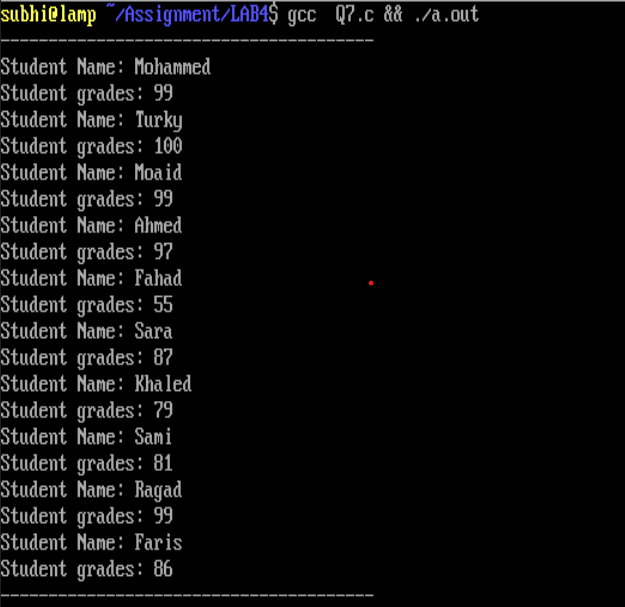 subhi@lamp ~/Assignment/LAB4$ gcc  Q7.c && ./a.out
---------------------------------------
Student Name: Mohammed
Student grades: 99
Student Name: Turky
Student grades: 100
Student Name: Moaid
Student grades: 99
Student Name: Ahmed
Student grades: 97
Student Name: Fahad
Student grades: 55
Student Name: Sara
Student grades: 87
Student Name: Khaled
Student grades: 79
Student Name: Sami
Student grades: 81
Student Name: Ragad
Student grades: 99
Student Name: Faris
Student grades: 86
---------------------------------------